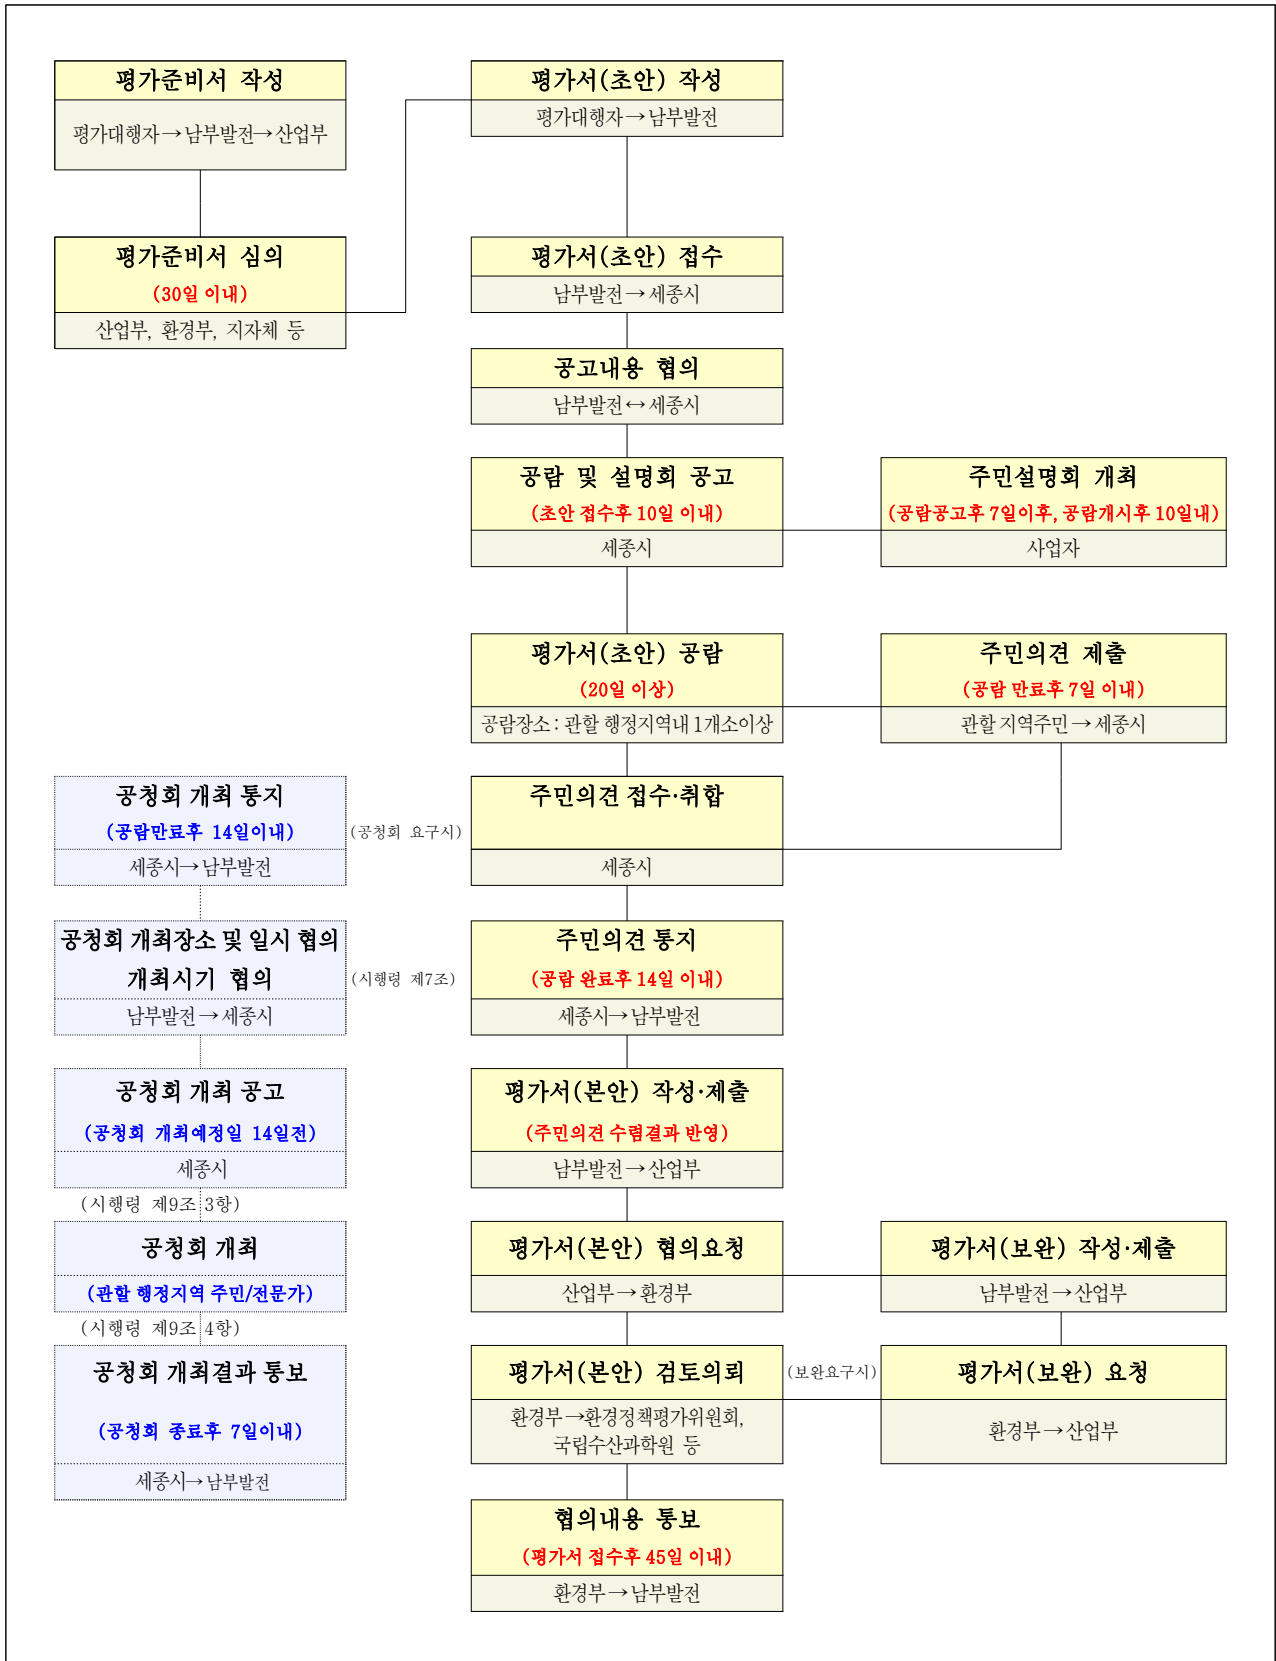 평가준비서 작성
평가대행자→남부발전→산업부
평가준비서 심의
(30일 이내)
산업부, 환경부, 지자체 등
평가서(초안) 작성
평가대행자→남부발전
평가서(초안) 접수
남부발전→세종시
공고내용 협의
남부발전↔세종시
공람 및 설명회 공고
(초안 접수후 10일 이내)
세종시
주민설명회 개최
(공람공고후 7일이후, 공람개시후 10일내)
사업자
평가서(초안) 공람
(20일 이상)
공람장소 : 관할 행정지역내 1개소이상
주민의견 제출
(공람 만료후 7일 이내)
관할 지역주민→세종시
주민의견 접수·취합
세종시
(공청회 요구시)
공청회 개최 통지
(공람만료후 14일이내)
세종시→남부발전
공청회 개최장소 및 일시 협의
개최시기 협의
남부발전→세종시
(시행령 제7조)
주민의견 통지
(공람 완료후 14일 이내)
세종시→남부발전
공청회 개최 공고
(공청회 개최예정일 14일전)
세종시
(시행령 제9조 3항)
공청회 개최
(관할 행정지역 주민/전문가)
(시행령 제9조 4항)
공청회 개최결과 통보
(공청회 종료후 7일이내)
세종시→남부발전
평가서(본안) 작성·제출
(주민의견 수렴결과 반영)
남부발전→산업부
평가서(본안) 협의요청
산업부→환경부
평가서(보완) 작성·제출
남부발전→산업부
평가서(본안) 검토의뢰
환경부→환경정책평가위원회,
국립수산과학원 등
(보완요구시)
평가서(보완) 요청
환경부→산업부
협의내용 통보
(평가서 접수후 45일 이내)
환경부→남부발전